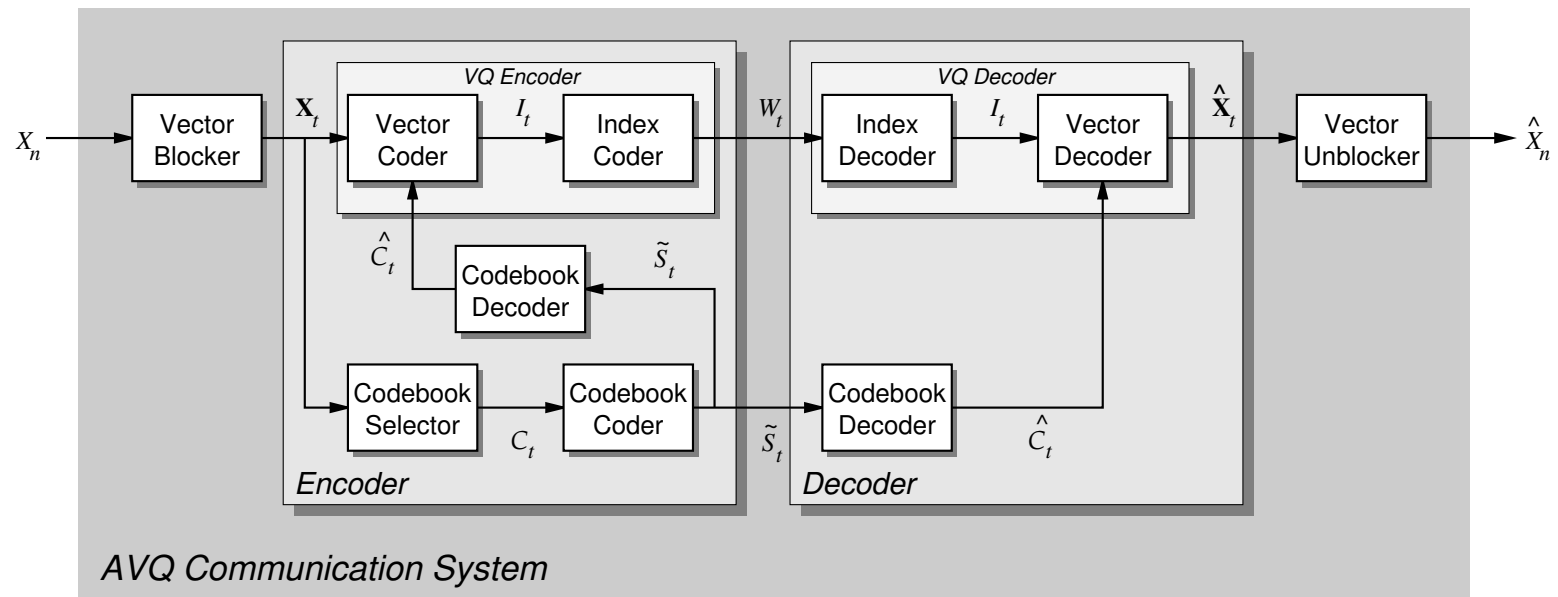 VQ Encoder
VQ Decoder
X_n
Vector
Blocker
𝐗_t
Vector
Coder
I_t
Index
Coder
W_t
Index
Decoder
I_t
Vector
Decoder
𝐗̂_t
Vector
Unblocker
X̂_n
Ĉ_t
Codebook
Decoder
S̃_t
Codebook
Selector
C_t
Codebook
Coder
S̃_t
Codebook
Decoder
Ĉ_t
Encoder
Decoder
AVQ Communication System